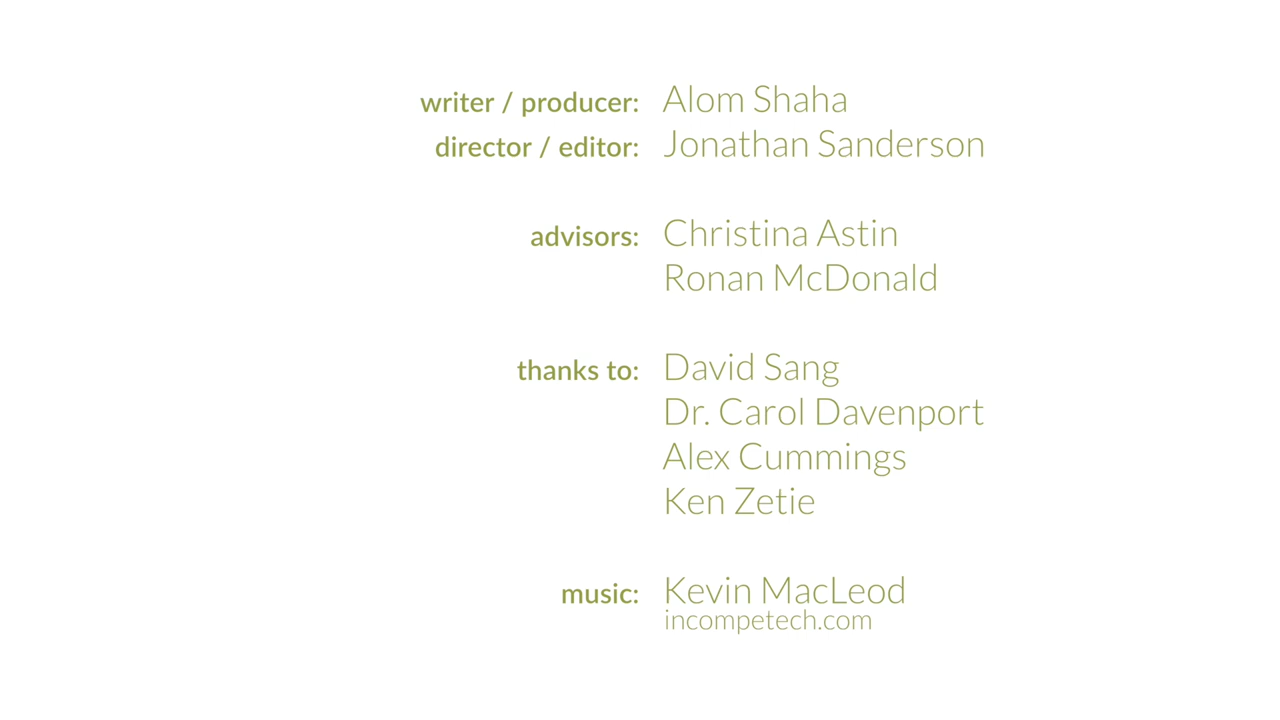 writer / producer: Alom Shaha
director / editor: Jonathan Sanderson
advisors: Christina Astin
Ronan McDonald
thanks to: David Sang
Dr. Carol Davenport
Alex Cummings
Ken Zetie
music: Kevin MacLeod
incompetech.com